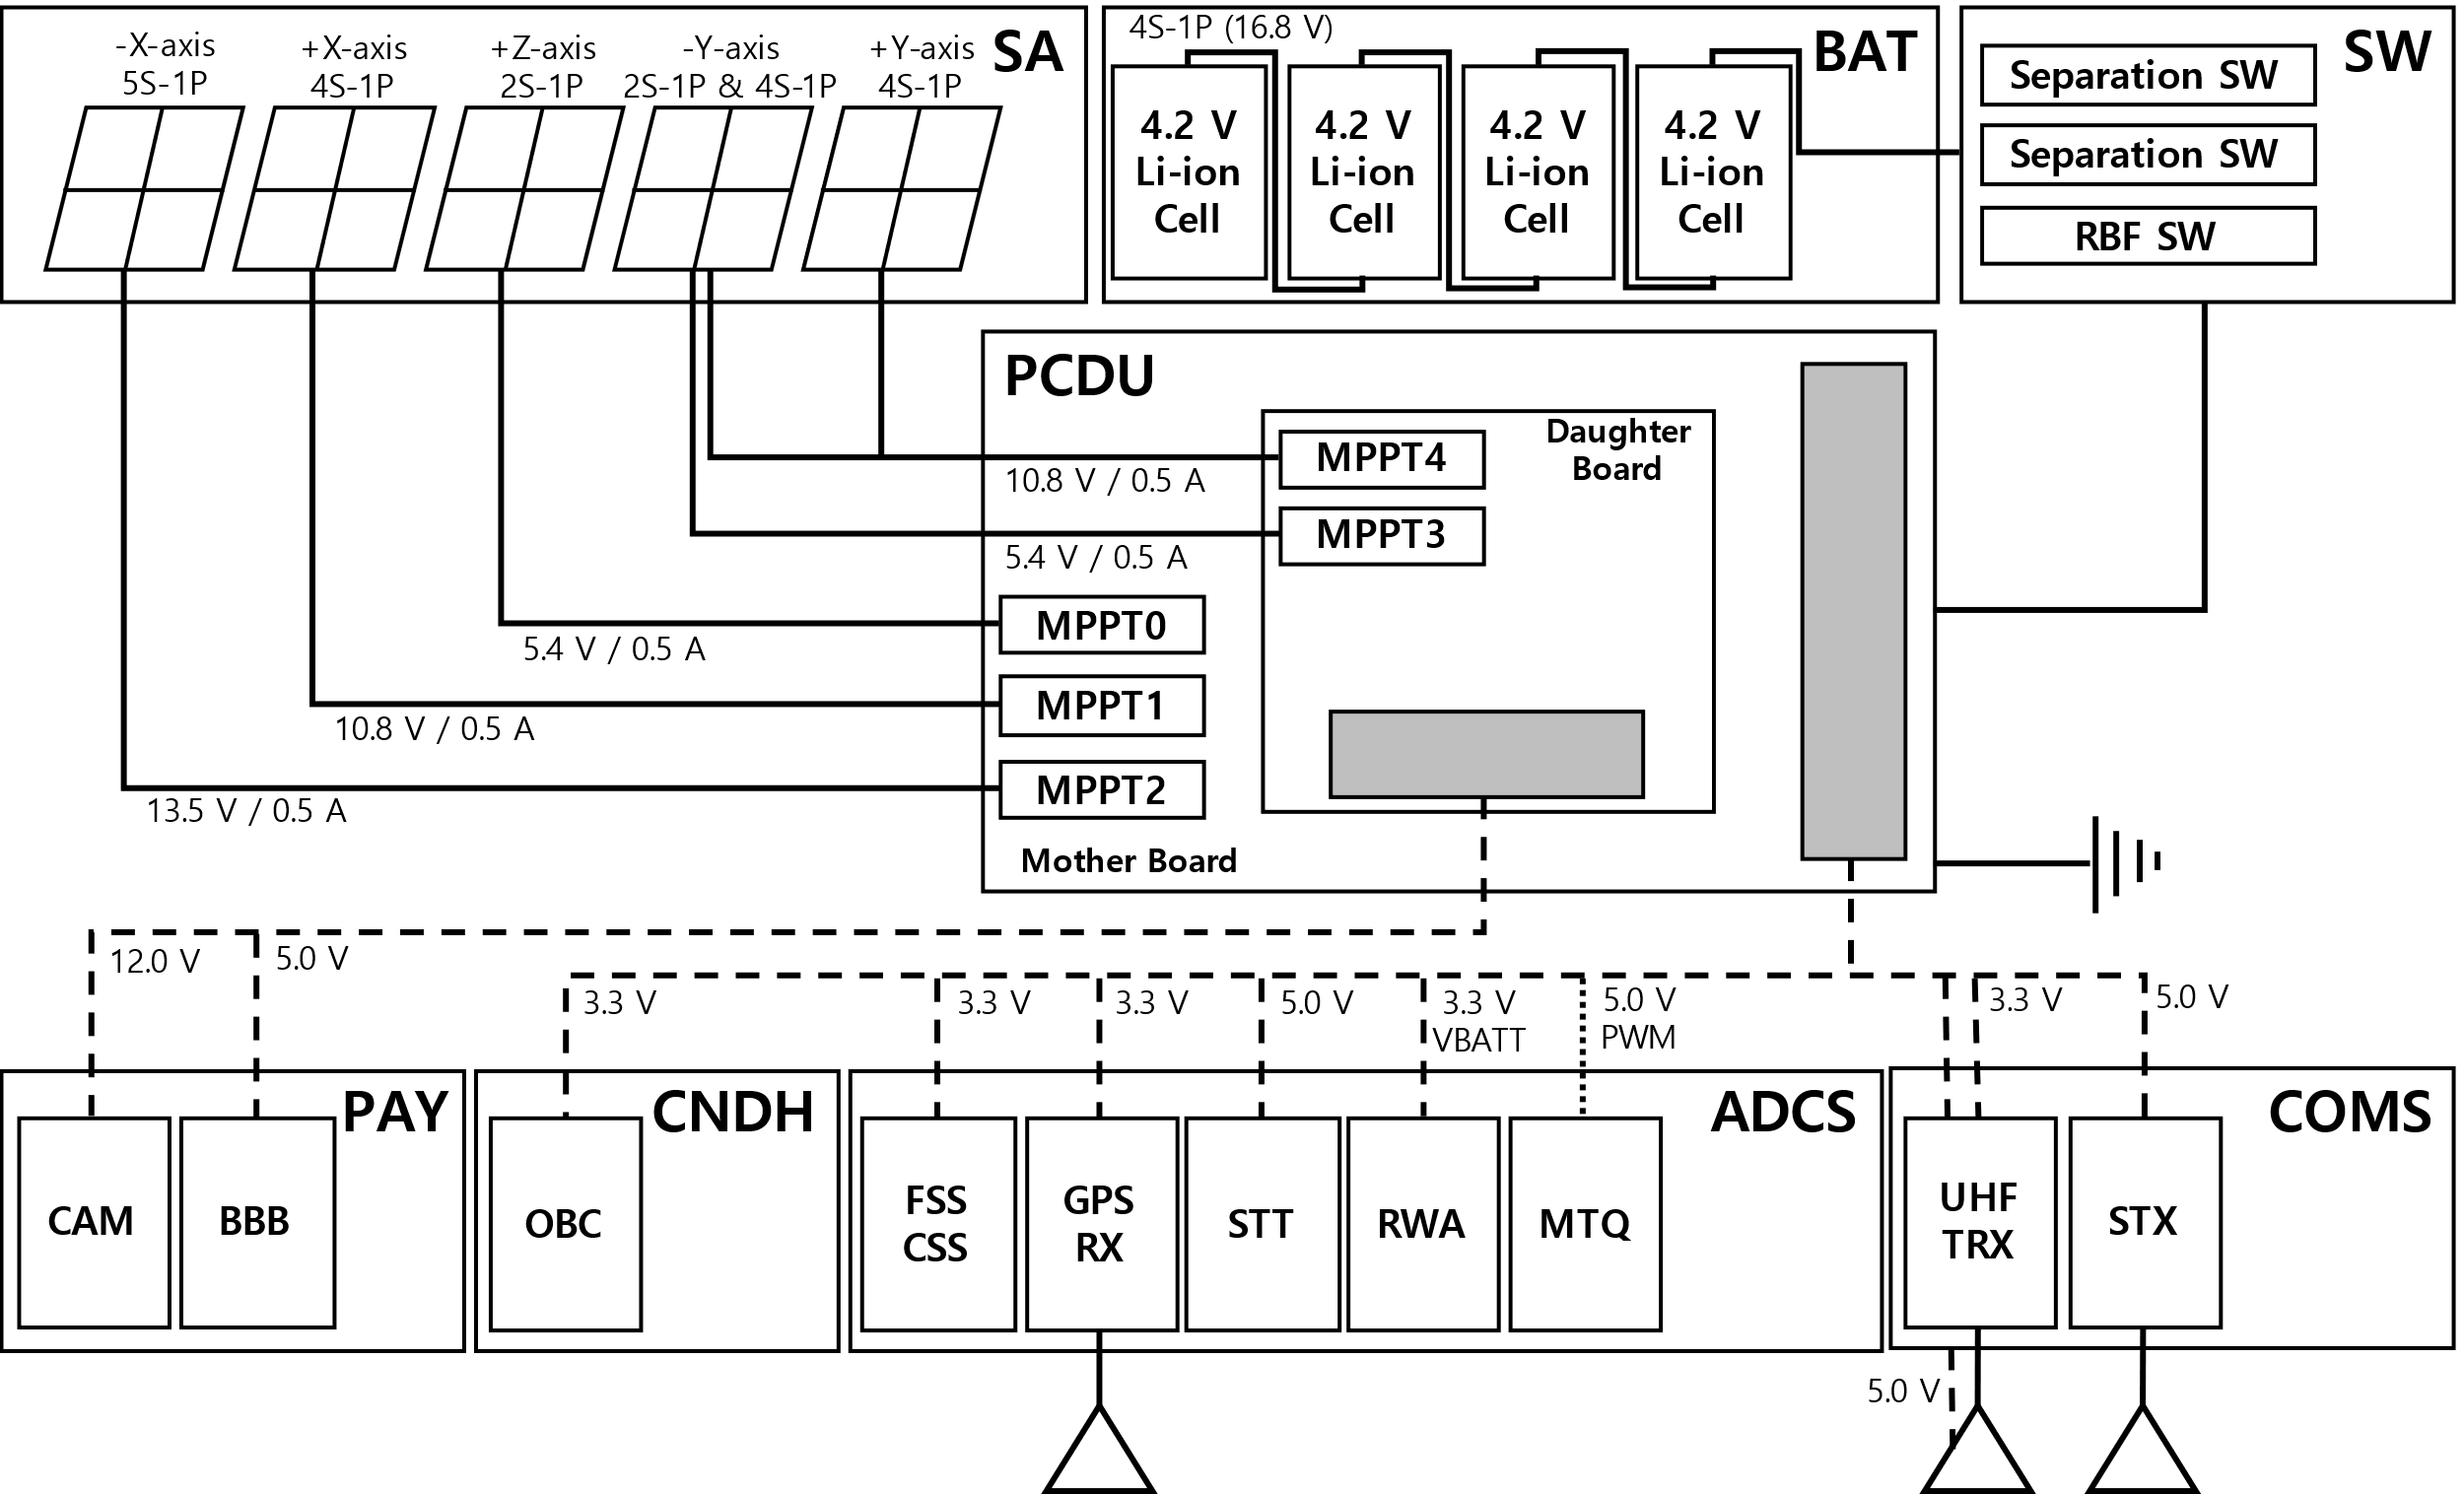 SA
-X-axis
5S-1P
+X-axis
4S-1P
+Z-axis
2S-1P
-Y-axis
2S-1P & 4S-1P
+Y-axis
4S-1P
4S-1P (16.8 V)
BAT
4.2 V
Li-ion
Cell
4.2 V
Li-ion
Cell
4.2 V
Li-ion
Cell
4.2 V
Li-ion
Cell
SW
Separation SW
Separation SW
RBF SW
PCDU
Daughter
Board
MPPT4
10.8 V / 0.5 A
MPPT3
5.4 V / 0.5 A
MPPT0
5.4 V / 0.5 A
MPPT1
10.8 V / 0.5 A
MPPT2
13.5 V / 0.5 A
Mother Board
12.0 V
5.0 V
3.3 V
3.3 V
3.3 V
5.0 V
3.3 V
VBATT
5.0 V
PWM
3.3 V
5.0 V
PAY
CAM
BBB
CNDH
OBC
ADCS
FSS
CSS
GPS
RX
STT
RWA
MTQ
COMS
UHF
TRX
STX
5.0 V